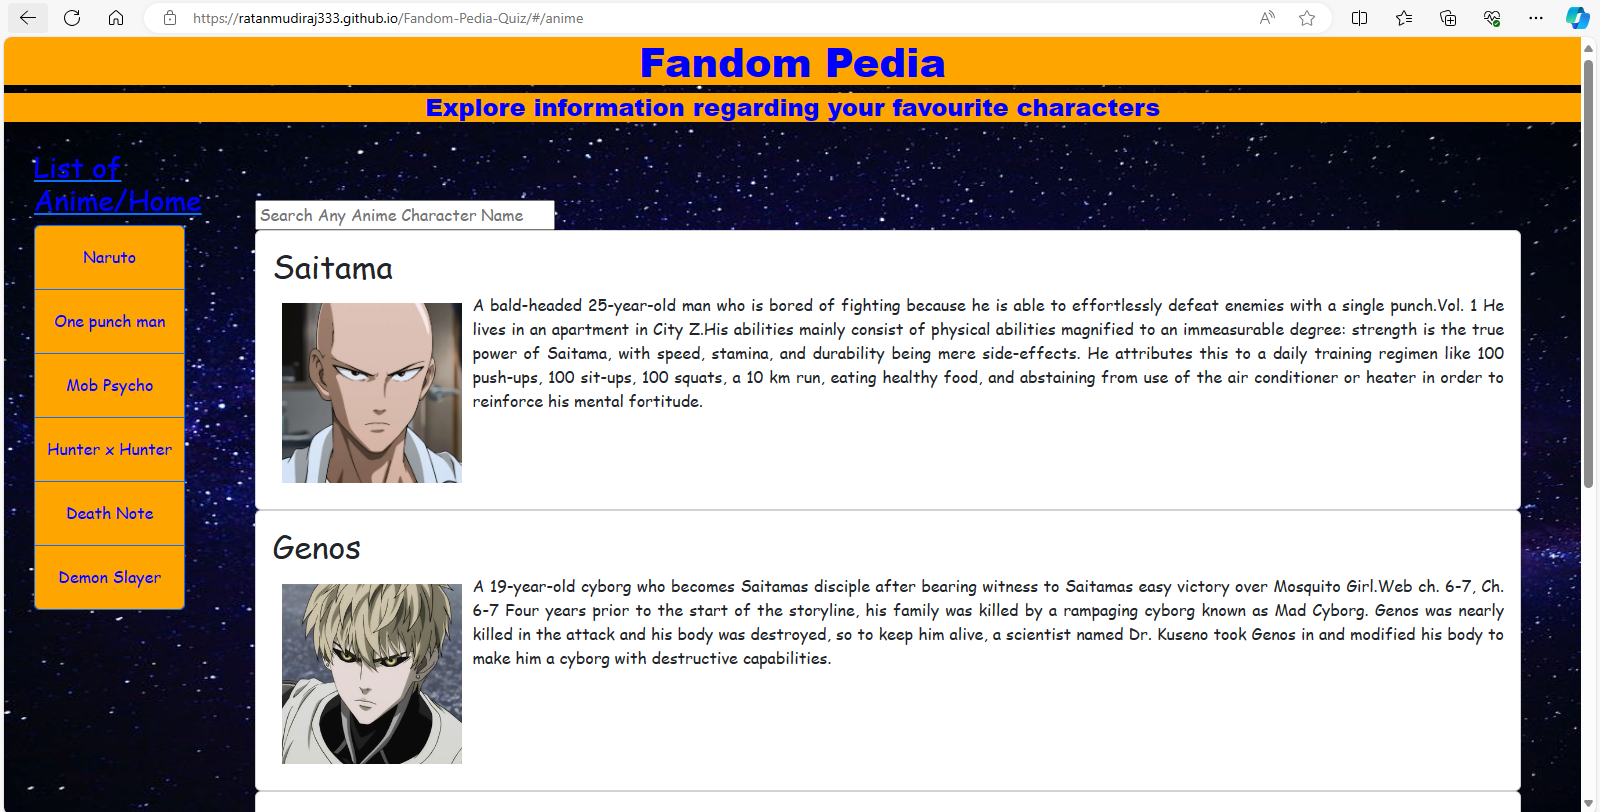 https://ratanmudiraj333.github.io/Fandom-Pedia-Quiz/#/anime
Fandom Pedia
Explore information regarding your favourite characters
List of
Anime/Home
Naruto
One punch man
Mob Psycho
Hunter x Hunter
Death Note
Demon Slayer
Search Any Anime Character Name
Saitama
A bald-headed 25-year-old man who is bored of fighting because he is able to effortlessly defeat enemies with a single punch.Vol. 1 He
lives in an apartment in City Z.His abilities mainly consist of physical abilities magnified to an immeasurable degree: strength is the true
power of Saitama, with speed, stamina, and durability being mere side-effects. He attributes this to a daily training regimen like 100
push-ups, 100 sit-ups, 100 squats, a 10 km run, eating healthy food, and abstaining from use of the air conditioner or heater in order to
reinforce his mental fortitude.
Genos
A 19-year-old cyborg who becomes Saitamas disciple after bearing witness to Saitamas easy victory over Mosquito Girl.Web ch. 6-7, Ch.
6-7 Four years prior to the start of the storyline, his family was killed by a rampaging cyborg known as Mad Cyborg. Genos was nearly
killed in the attack and his body was destroyed, so to keep him alive, a scientist named Dr. Kuseno took Genos in and modified his body to
make him a cyborg with destructive capabilities.